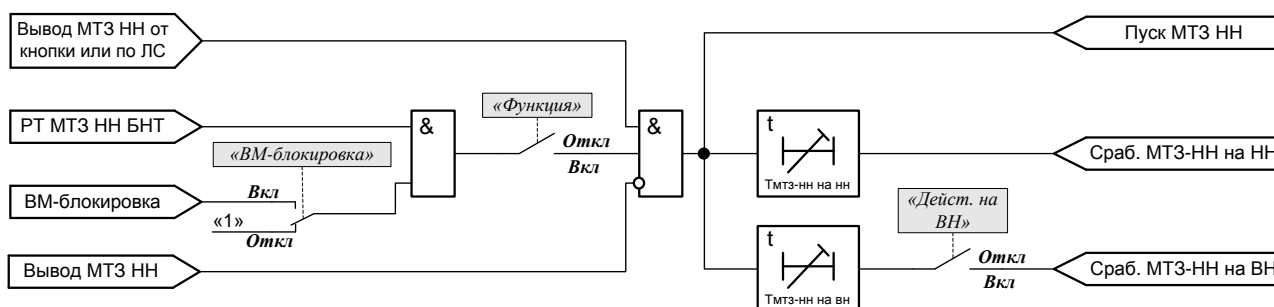 Вывод МТЗ НН от
кнопки или по ЛС
Пуск МТЗ НН
«Функция»
РТ МТЗ НН БНТ
&
&
t
Откл
Вкл
Тмтз-нн на нн
Сраб. МТЗ-НН на НН
«ВМ-блокировка»
Вкл
ВМ-блокировка
«1»
Откл
«Дейст. на
ВН»
t
Откл
Вкл
Тмтз-нн на вн
Вывод МТЗ НН
Сраб. МТЗ-НН на ВН